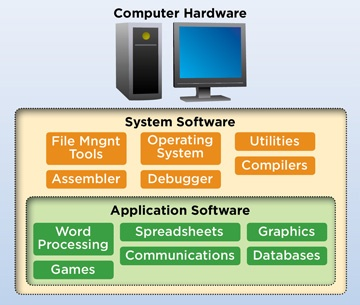 Computer Hardware
System Software
File Mngnt
Tools
Operating
System
Utilities
Compilers
Assembler
Debugger
Application Software
Word
Processing
Spreadsheets
Graphics
Games
Communications
Databases